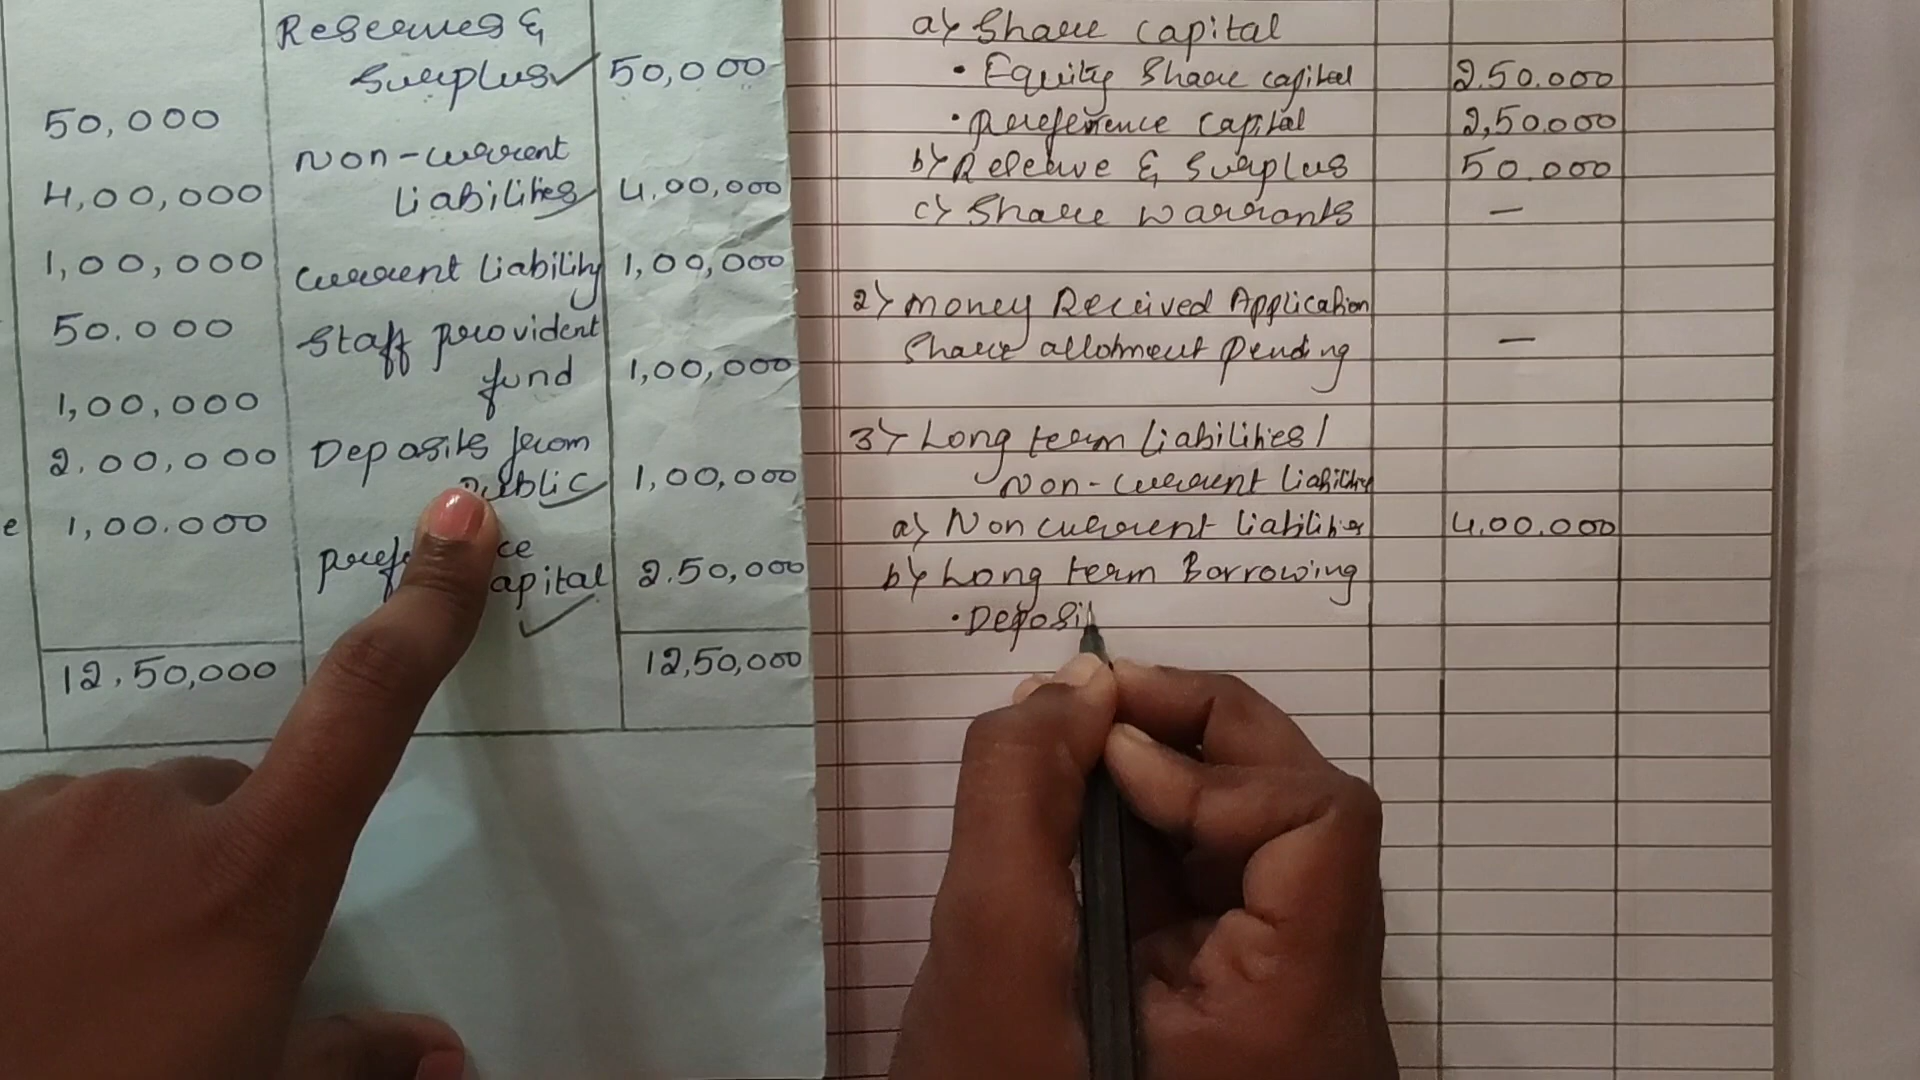 Reserves &
Surplus 50,000
50,000
Non-current
4,00,000 Liabilities 4,00,000
1,00,000 Current Liability 1,00,000
50.000 Staff provident
fund 1,00,000
1,00,000
2,00,000 Deposits from
public 1,00,000
e 1,00.000
capital 2.50,000
12,50,000 12,50,000
a) Share capital
• Equity Share capital 2.50.000
• preference capital 2,50.000
b) Reserve & Surplus 50.000
c) Share warrants —
2) Money Received Application
Share allotment pending —
3) Long term liabilities/
Non-current liabilities
a) Non current liabilities 4,00.000
b) Long term Borrowing
• Deposit